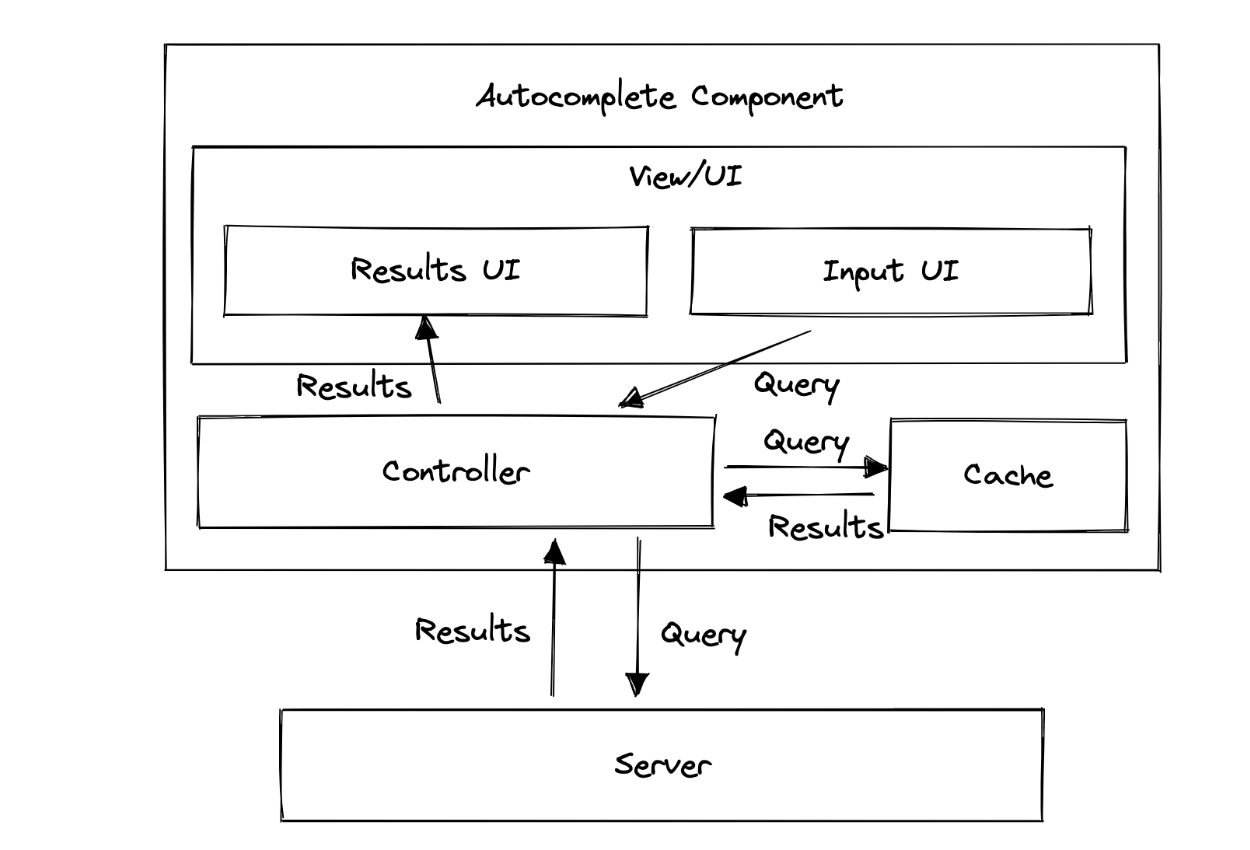 Autocomplete Component
View/UI
Results UI
Input UI
Results
Query
Controller
Query
Results
Cache
Results
Query
Server